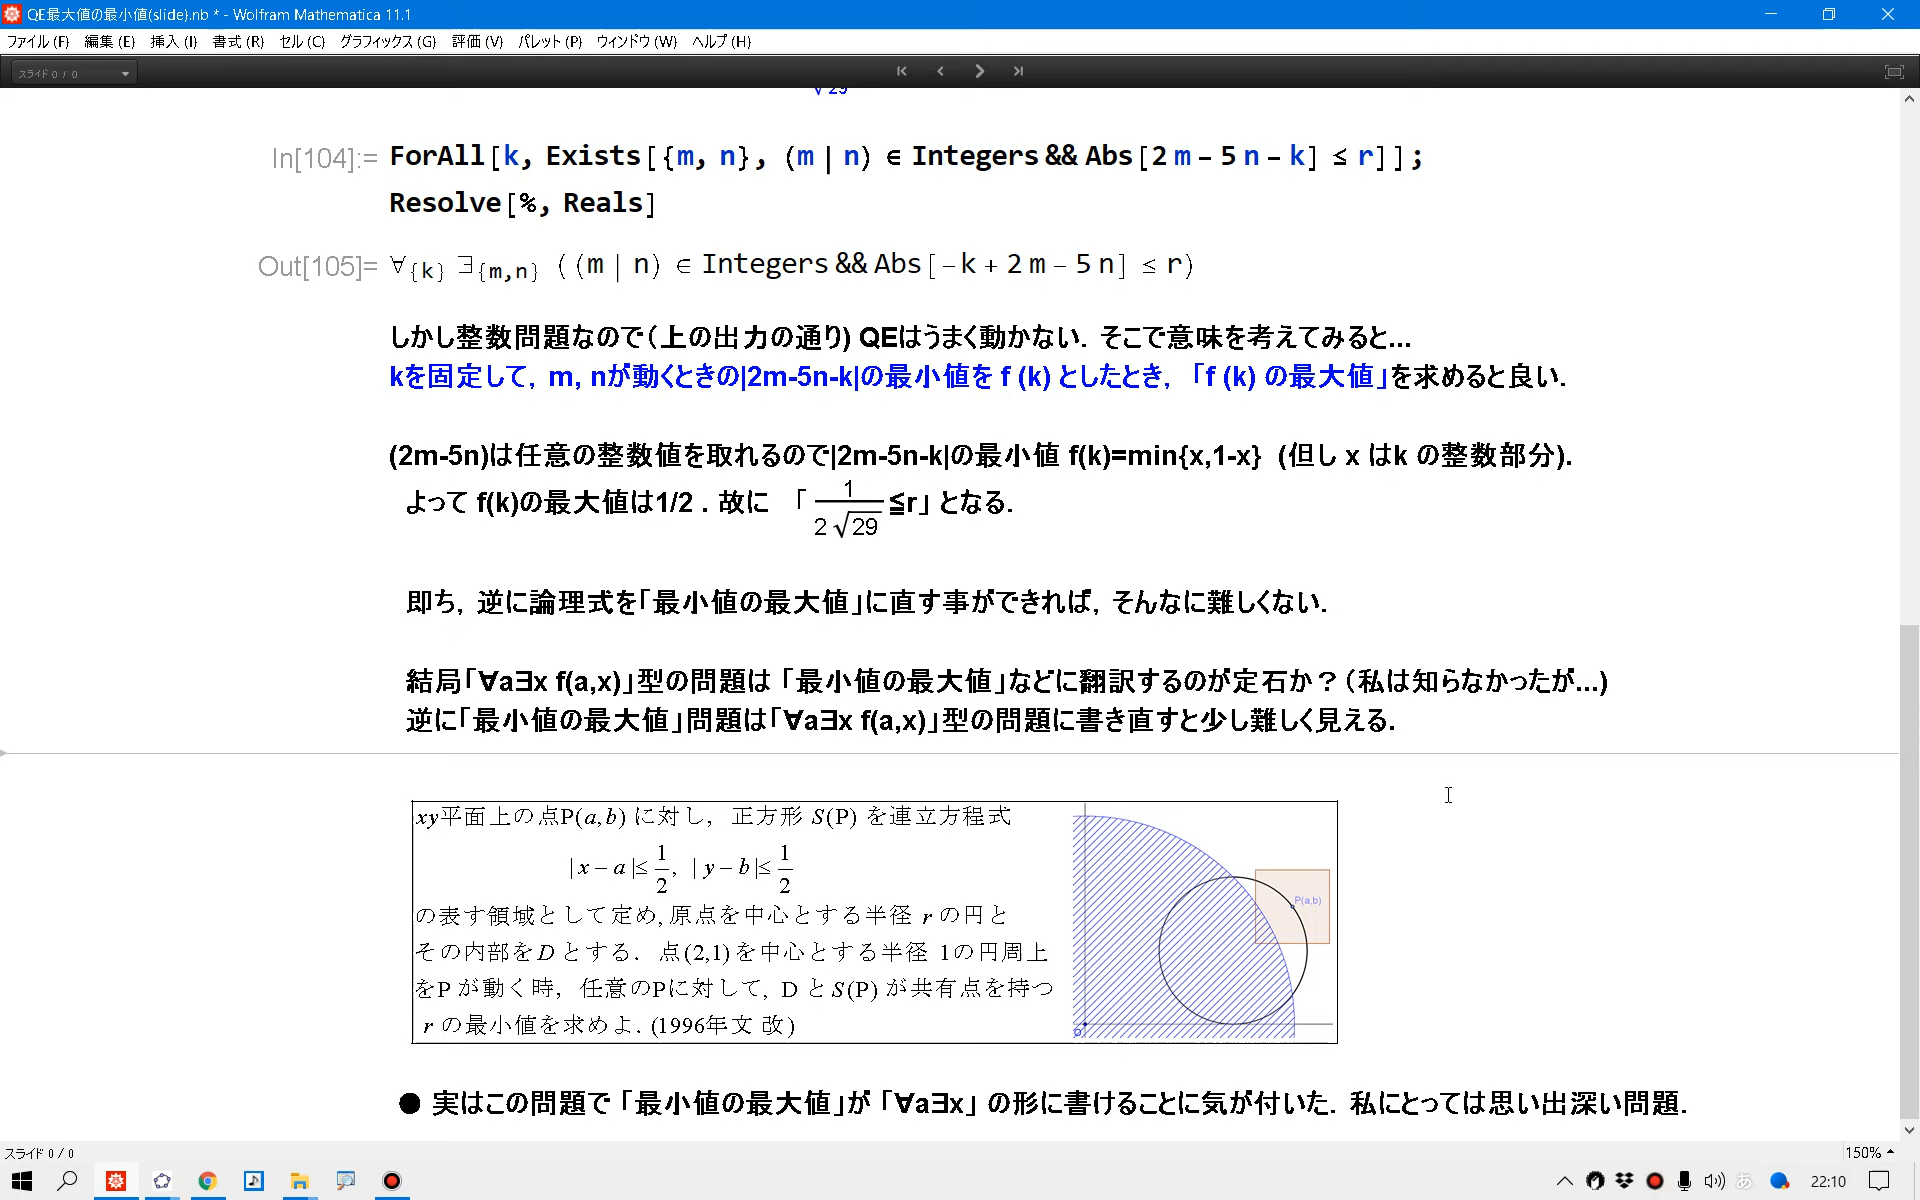 QE最大値の最小値(slide).nb * - Wolfram Mathematica 11.1
ファイル(F) 編集(E) 挿入(I) 書式(R) セル(C) グラフィックス(G) 評価(V) パレット(P) ウィンドウ(W) ヘルプ(H)
スライド 0 / 0
√29
In[104]:= ForAll[k, Exists[{m, n}, (m | n) ∈ Integers && Abs[2 m - 5 n - k] ≤ r]];
Resolve[%, Reals]
Out[105]= ∀{k} ∃{m,n} ((m | n) ∈ Integers && Abs[-k + 2 m - 5 n] ≤ r)
しかし整数問題なので(上の出力の通り) QEはうまく動かない. そこで意味を考えてみると...
kを固定して, m, nが動くときの|2m-5n-k|の最小値を f (k) としたとき, 「f (k) の最大値」を求めると良い.
(2m-5n)は任意の整数値を取れるので|2m-5n-k|の最小値 f(k)=min{x,1-x} (但し x はk の整数部分).
よって f(k)の最大値は1/2 . 故に 「1/(2√29)≦r」となる.
即ち, 逆に論理式を「最小値の最大値」に直す事ができれば, そんなに難しくない.
結局「∀a∃x f(a,x)」型の問題は 「最小値の最大値」などに翻訳するのが定石か?(私は知らなかったが...)
逆に「最小値の最大値」問題は「∀a∃x f(a,x)」型の問題に書き直すと少し難しく見える.
xy平面上の点P(a,b) に対し, 正方形 S(P) を連立方程式
|x-a|≤1/2, |y-b|≤1/2
の表す領域として定め, 原点を中心とする半径 r の円と
その内部をD とする. 点(2,1)を中心とする半径 1の円周上
をP が動く時, 任意のPに対して, D とS(P) が共有点を持つ
r の最小値を求めよ. (1996年文 改)
P(a,b)
O
● 実はこの問題で「最小値の最大値」が「∀a∃x」 の形に書けることに気が付いた. 私にとっては思い出深い問題.
スライド 0 / 0
150%
あ
22:10